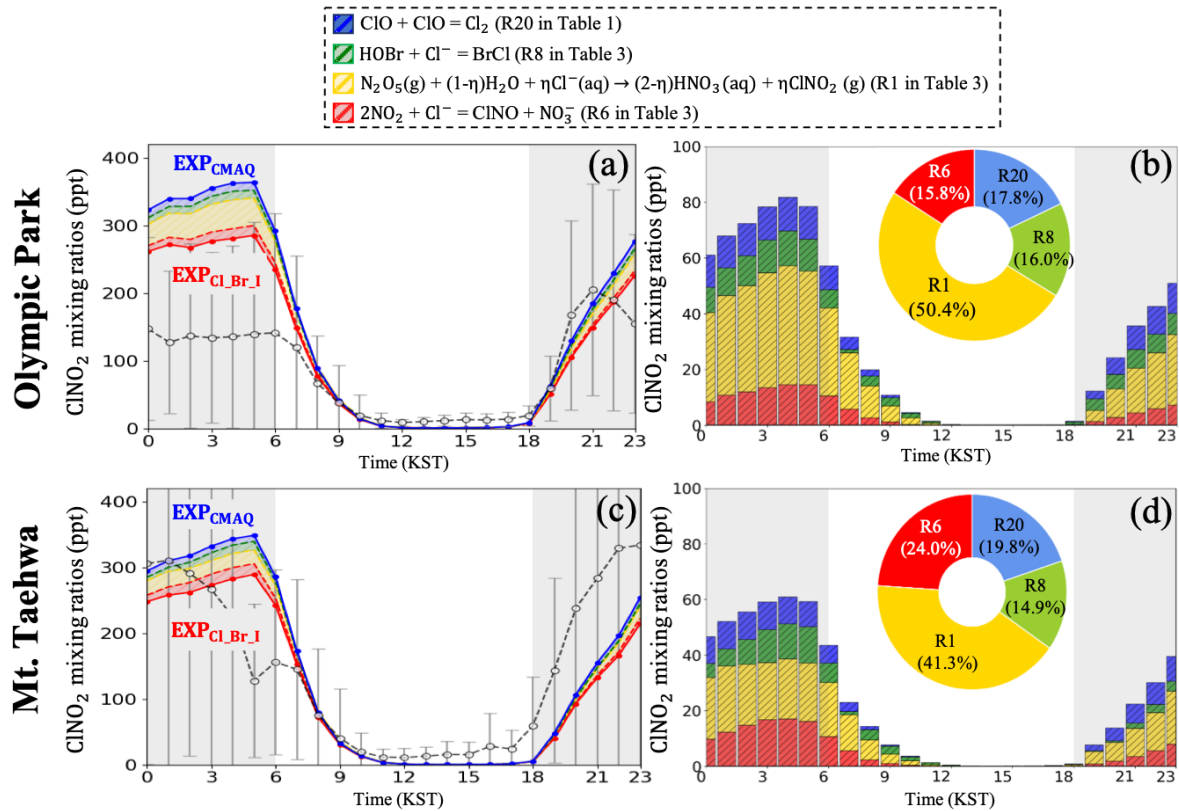 ClO + ClO = Cl₂ (R20 in Table 1)
HOBr + Cl⁻ = BrCl (R8 in Table 3)
N₂O₅(g) + (1-η)H₂O + ηCl⁻(aq) → (2-η)HNO₃ (aq) + ηClNO₂ (g) (R1 in Table 3)
2NO₂ + Cl⁻ = ClNO + NO₃⁻ (R6 in Table 3)
Olympic Park
ClNO₂ mixing ratios (ppt)
400
300
200
100
0
EXP_CMAQ
EXP_Cl_Br_I
(a)
0 3 6 9 12 15 18 21 23
Time (KST)
ClNO₂ mixing ratios (ppt)
100
80
60
40
20
0
(b)
R6
(15.8%)
R20
(17.8%)
R8
(16.0%)
R1
(50.4%)
0 3 6 9 12 15 18 21 23
Time (KST)
Mt. Taehwa
ClNO₂ mixing ratios (ppt)
400
300
200
100
0
EXP_CMAQ
EXP_Cl_Br_I
(c)
0 3 6 9 12 15 18 21 23
Time (KST)
ClNO₂ mixing ratios (ppt)
100
80
60
40
20
0
(d)
R6
(24.0%)
R20
(19.8%)
R8
(14.9%)
R1
(41.3%)
0 3 6 9 12 15 18 21 23
Time (KST)